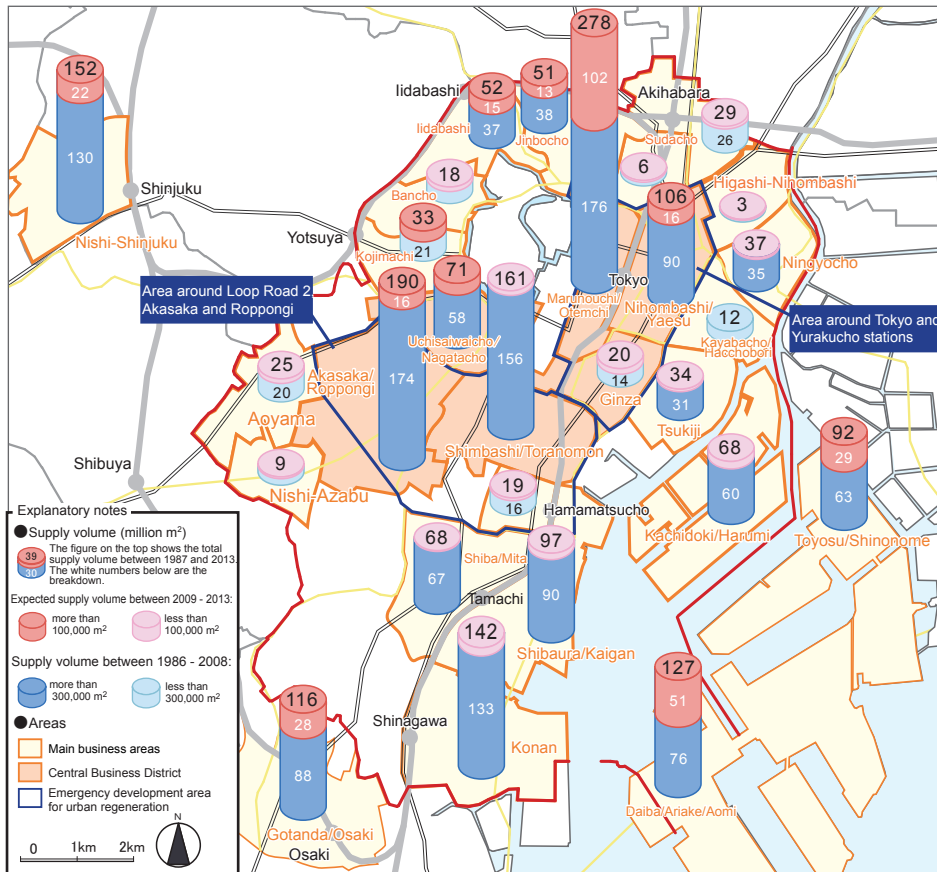 278
102
176
152
22
130
52
15
37
51
13
38
Iidabashi
Iidabashi
Jinbocho
Akihabara
29
26
Sudacho
6
18
Bancho
Higashi-Nihombashi
3
106
16
90
Shinjuku
Nishi-Shinjuku
Yotsuya
33
21
Kojimachi
37
35
Ningyocho
Area around Loop Road 2
Akasaka and Roppongi
190
16
174
71
58
161
156
Tokyo
Marunouchi/
Otemchi
Nihombashi/
Yaesu
12
Kayabacho/
Hacchobori
Area around Tokyo and
Yurakucho stations
Uchisaiwaicho/
Nagatacho
25
20
Aoyama
Akasaka/
Roppongi
20
14
Ginza
34
31
Tsukiji
Shibuya
9
Nishi-Azabu
Shimbashi/Toranomon
68
60
Kachidoki/Harumi
92
29
63
Toyosu/Shinonome
19
16
Hamamatsucho
68
67
Shiba/Mita
97
90
Tamachi
Shibaura/Kaigan
142
133
Konan
Shinagawa
127
51
76
Daiba/Ariake/Aomi
116
28
88
Gotanda/Osaki
Osaki
Explanatory notes
Supply volume (million m²)
39
30
The figure on the top shows the total
supply volume between 1987 and 2013.
The white numbers below are the
breakdown.
Expected supply volume between 2009 - 2013:
more than
100,000 m²
less than
100,000 m²
Supply volume between 1986 - 2008:
more than
300,000 m²
less than
300,000 m²
Areas
Main business areas
Central Business District
Emergency development area
for urban regeneration
0 1km 2km
N